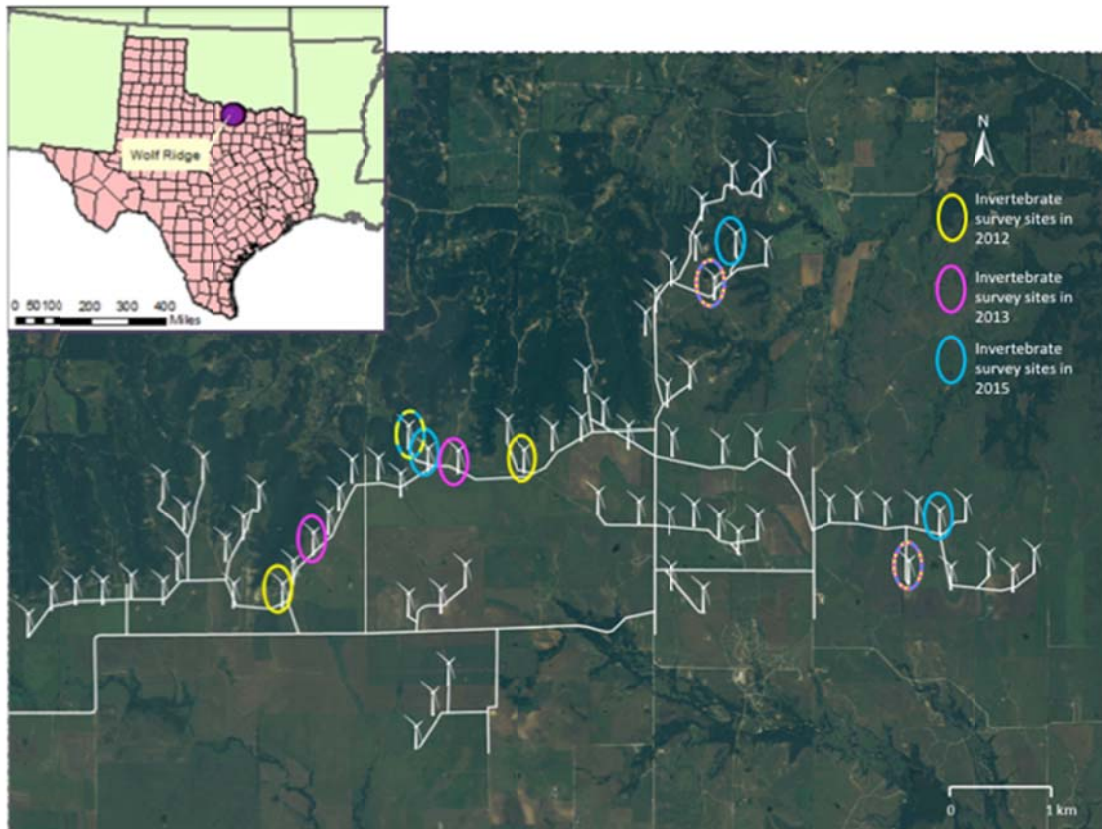 Wolf Ridge
0 50 100 200 300 400
Miles
N
Invertebrate
survey sites in
2012
Invertebrate
survey sites in
2013
Invertebrate
survey sites in
2015
0 1 km